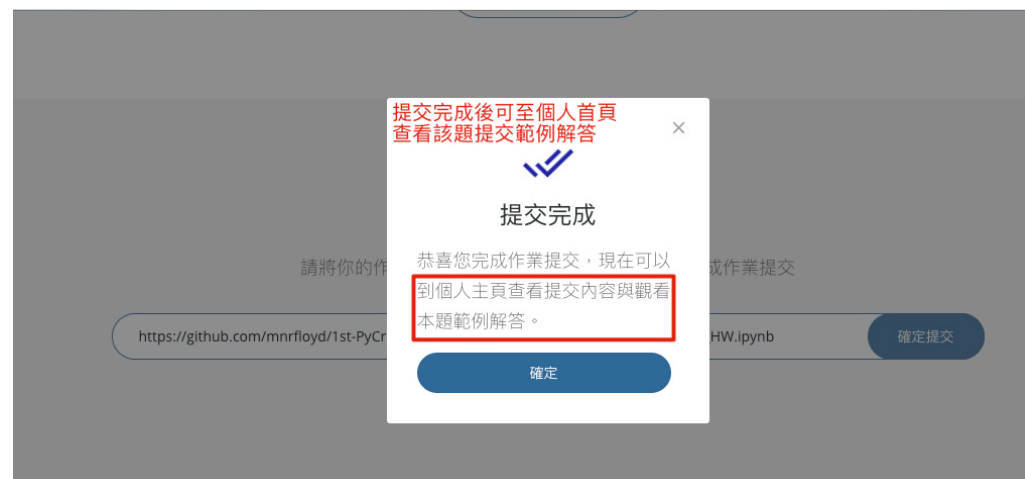 提交完成後可至個人首頁
查看該題提交範例解答
提交完成
恭喜您完成作業提交，現在可以
到個人主頁查看提交內容與觀看
本題範例解答。
確定
請將你的作
作業提交
https://github.com/mnrfloyd/1st-PyCr
HW.ipynb
確定提交